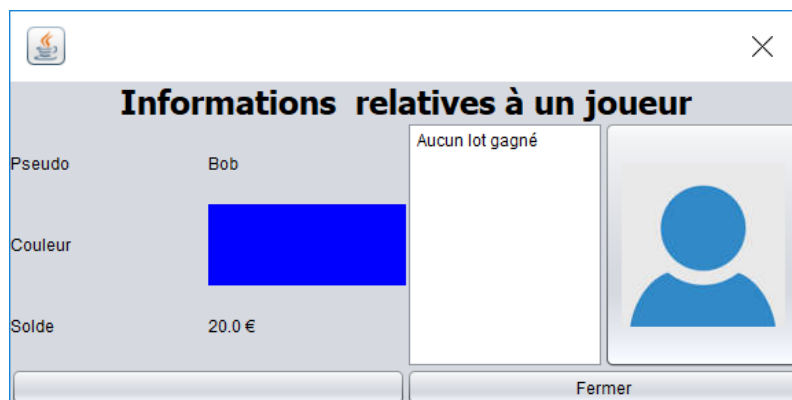 Informations  relatives à un joueur
Pseudo
Bob
Aucun lot gagné
Couleur
Solde
20.0 €
Fermer